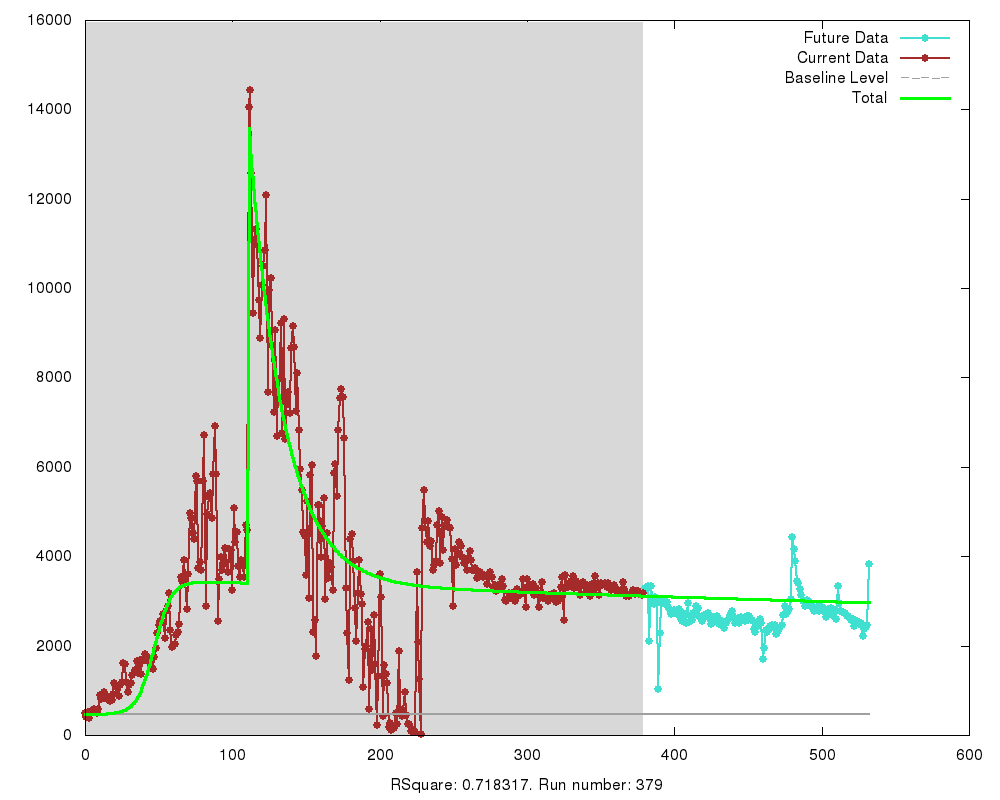 16000
14000
12000
10000
8000
6000
4000
2000
0
Future Data
Current Data
Baseline Level
Total
0 100 200 300 400 500 600
RSquare: 0.718317. Run number: 379